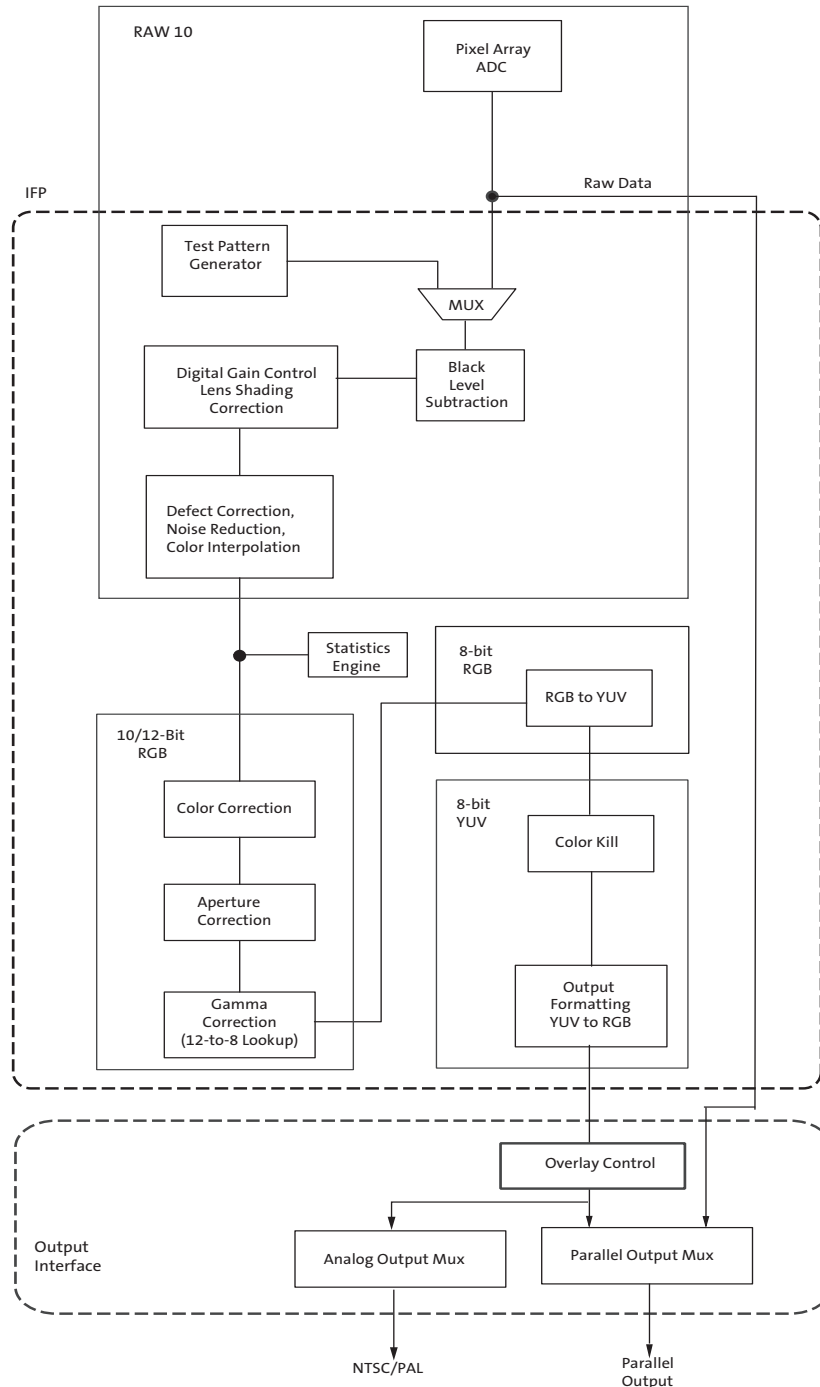 RAW 10
Pixel Array
ADC
IFP
Raw Data
Test Pattern
Generator
MUX
Digital Gain Control
Lens Shading
Correction
Black
Level
Subtraction
Defect Correction,
Noise Reduction,
Color Interpolation
Statistics
Engine
8-bit
RGB
RGB to YUV
10/12-Bit
RGB
Color Correction
8-bit
YUV
Color Kill
Aperture
Correction
Gamma
Correction
(12-to-8 Lookup)
Output
Formatting
YUV to RGB
Overlay Control
Output
Interface
Analog Output Mux
Parallel Output Mux
NTSC/PAL
Parallel
Output